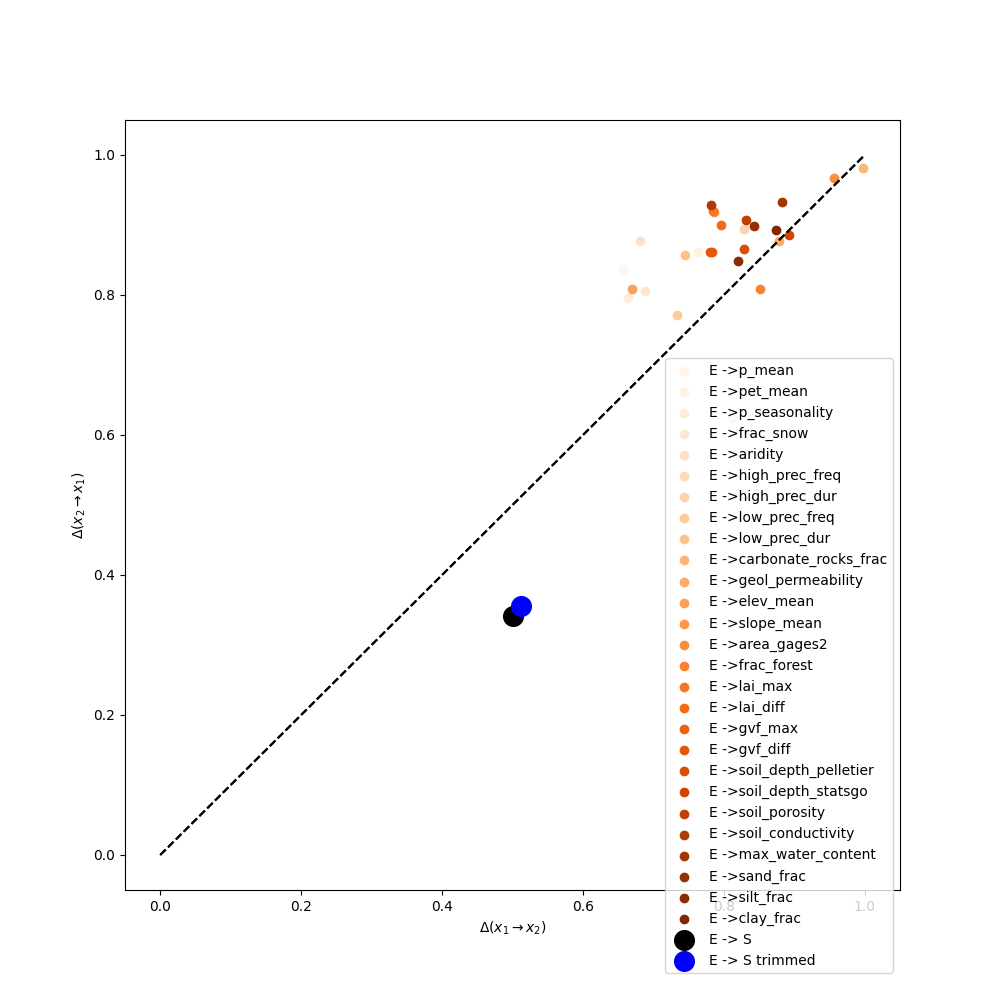 1.0
0.8
0.6
0.4
0.2
0.0
Δ(x₂→x₁)
E ->p_mean
E ->pet_mean
E ->p_seasonality
E ->frac_snow
E ->aridity
E ->high_prec_freq
E ->high_prec_dur
E ->low_prec_freq
E ->low_prec_dur
E ->carbonate_rocks_frac
E ->geol_permeability
E ->elev_mean
E ->slope_mean
E ->area_gages2
E ->frac_forest
E ->lai_max
E ->lai_diff
E ->gvf_max
E ->gvf_diff
E ->soil_depth_pelletier
E ->soil_depth_statsgo
E ->soil_porosity
E ->soil_conductivity
E ->max_water_content
E ->sand_frac
E ->silt_frac
E ->clay_frac
E -> S
E -> S trimmed
0.0 0.2 0.4 0.6 0.8 1.0
Δ(x₁→x₂)